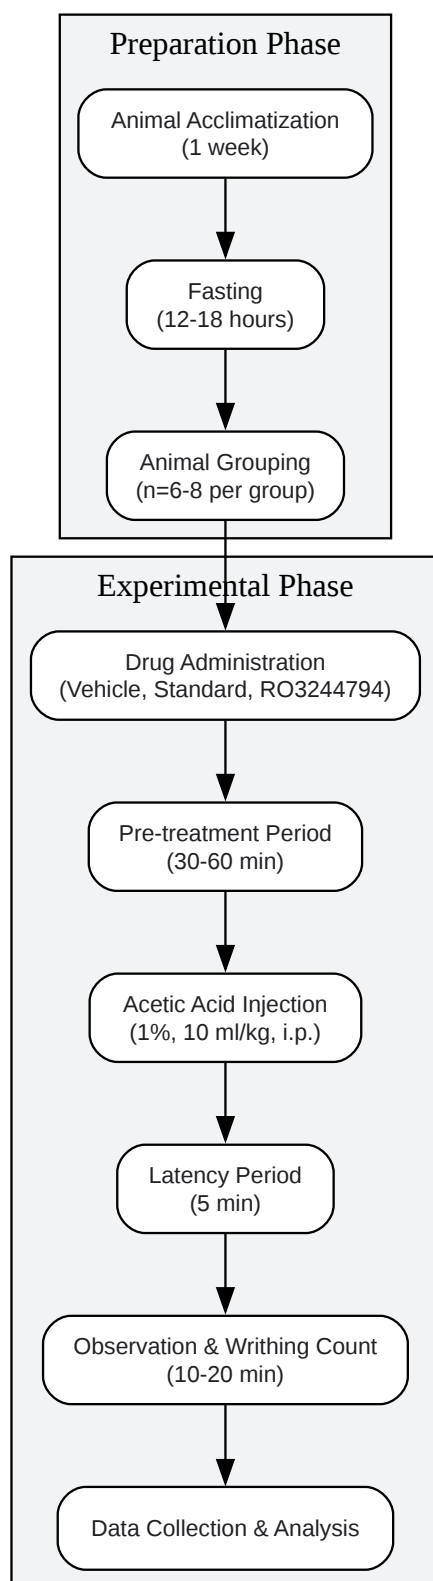 Preparation Phase
Animal Acclimatization
(1 week)
Fasting
(12-18 hours)
Animal Grouping
(n=6-8 per group)
Experimental Phase
Drug Administration
(Vehicle, Standard, RO3244794)
Pre-treatment Period
(30-60 min)
Acetic Acid Injection
(1%, 10 ml/kg, i.p.)
Latency Period
(5 min)
Observation & Writhing Count
(10-20 min)
Data Collection & Analysis